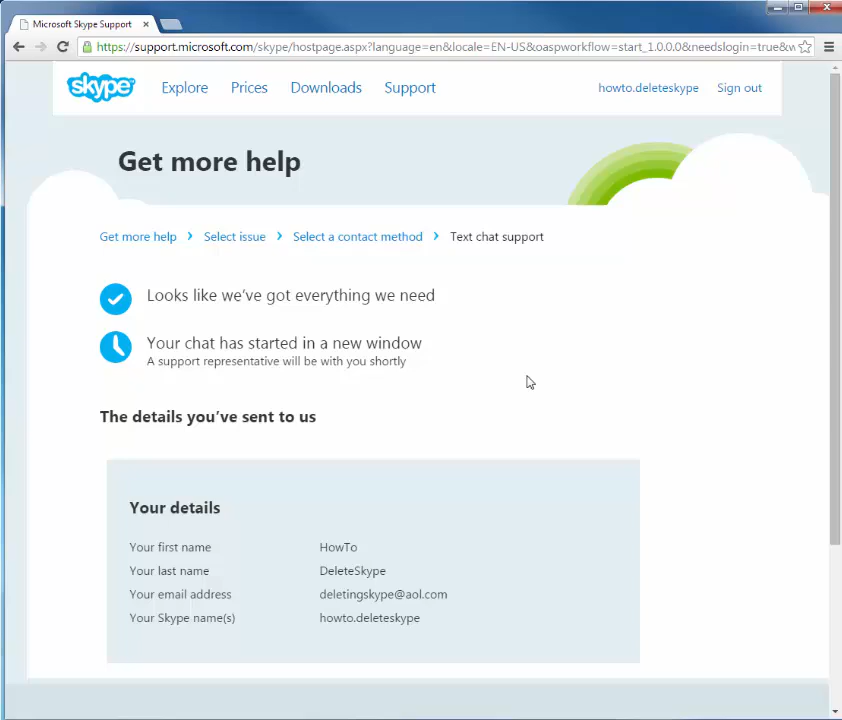 Microsoft Skype Support
https://support.microsoft.com/skype/hostpage.aspx?language=en&locale=EN-US&oaspworkflow=start_1.0.0.0&needslogin=true&w
skype Explore Prices Downloads Support howto.deleteskype Sign out
Get more help
Get more help › Select issue › Select a contact method › Text chat support
Looks like we've got everything we need
Your chat has started in a new window
A support representative will be with you shortly
The details you've sent to us
Your details
Your first name HowTo
Your last name DeleteSkype
Your email address deletingskype@aol.com
Your Skype name(s) howto.deleteskype